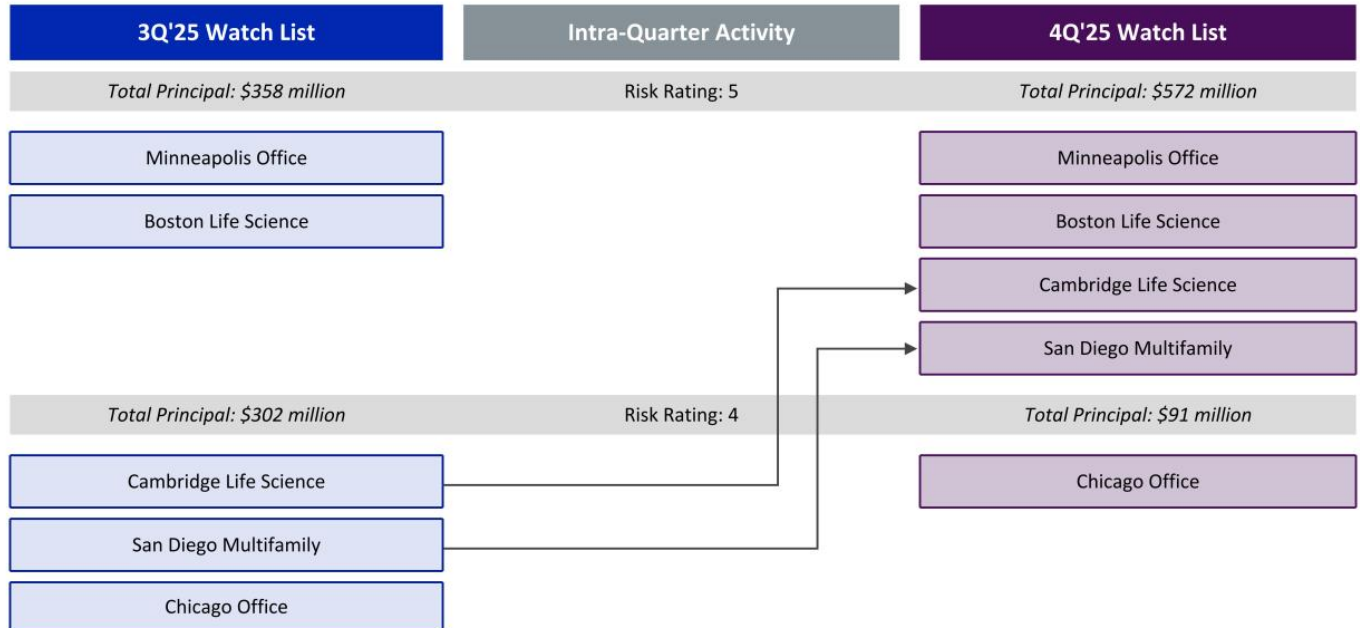 3Q'25 Watch List
Intra-Quarter Activity
4Q'25 Watch List
Total Principal: $358 million
Risk Rating: 5
Total Principal: $572 million
Minneapolis Office
Minneapolis Office
Boston Life Science
Boston Life Science
Cambridge Life Science
San Diego Multifamily
Total Principal: $302 million
Risk Rating: 4
Total Principal: $91 million
Cambridge Life Science
Chicago Office
San Diego Multifamily
Chicago Office